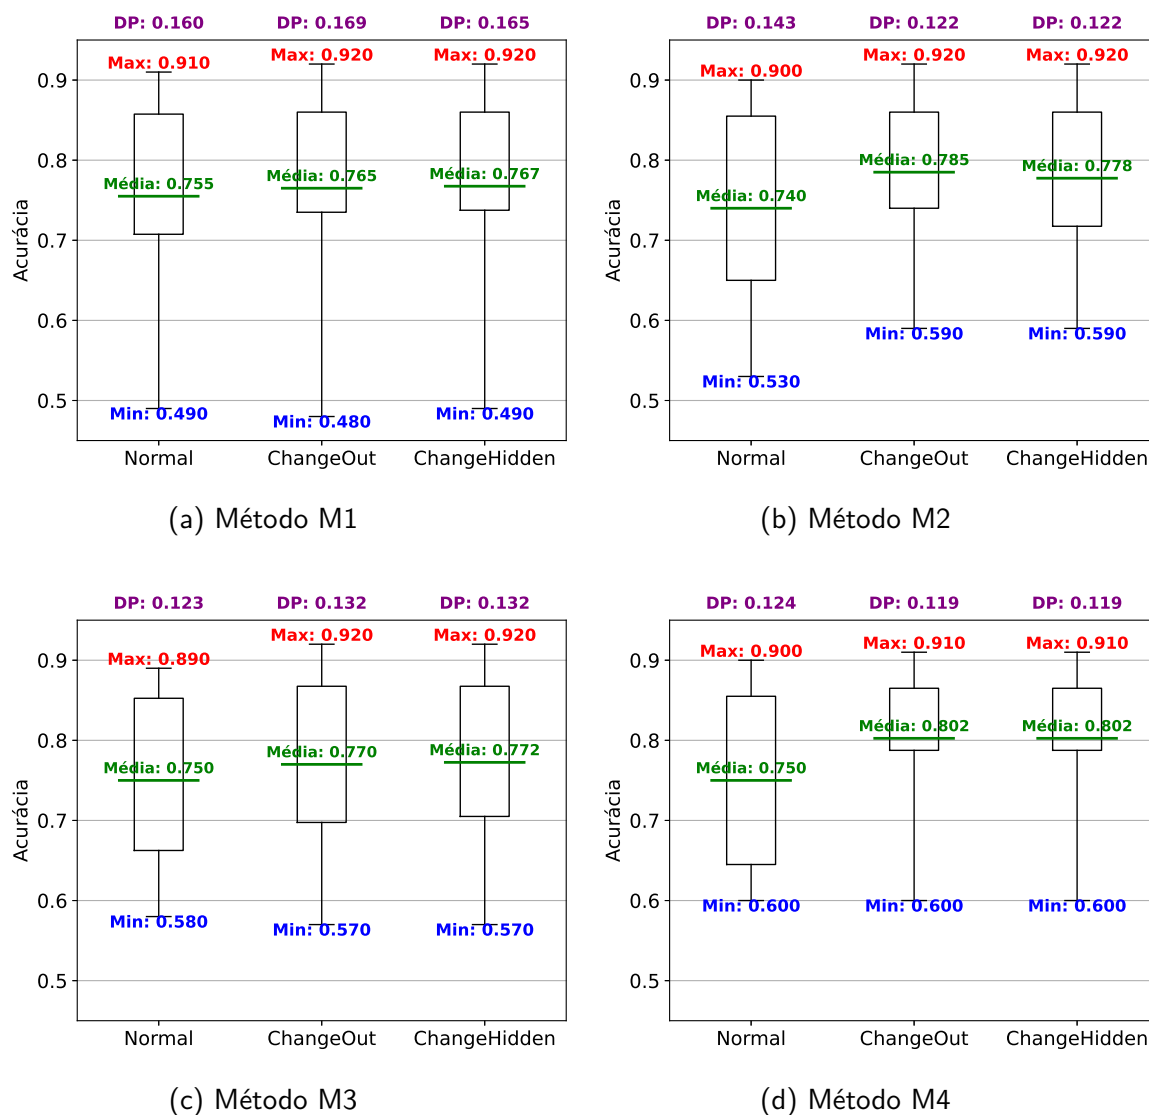 DP: 0.160 DP: 0.169 DP: 0.165
Max: 0.910 Max: 0.920 Max: 0.920
0.9
0.8
Média: 0.755 Média: 0.765 Média: 0.767
0.7
Acurácia
0.6
0.5
Min: 0.490 Min: 0.480 Min: 0.490
Normal ChangeOut ChangeHidden
(a) Método M1
DP: 0.143 DP: 0.122 DP: 0.122
Max: 0.900 Max: 0.920 Max: 0.920
0.9
0.8
Média: 0.740 Média: 0.785 Média: 0.778
0.7
Acurácia
0.6
Min: 0.530 Min: 0.590 Min: 0.590
0.5
Normal ChangeOut ChangeHidden
(b) Método M2
DP: 0.123 DP: 0.132 DP: 0.132
Max: 0.890 Max: 0.920 Max: 0.920
0.9
0.8
Média: 0.750 Média: 0.770 Média: 0.772
0.7
Acurácia
0.6
Min: 0.580 Min: 0.570 Min: 0.570
0.5
Normal ChangeOut ChangeHidden
(c) Método M3
DP: 0.124 DP: 0.119 DP: 0.119
Max: 0.900 Max: 0.910 Max: 0.910
0.9
0.8
Média: 0.750 Média: 0.802 Média: 0.802
0.7
Acurácia
0.6
Min: 0.600 Min: 0.600 Min: 0.600
0.5
Normal ChangeOut ChangeHidden
(d) Método M4